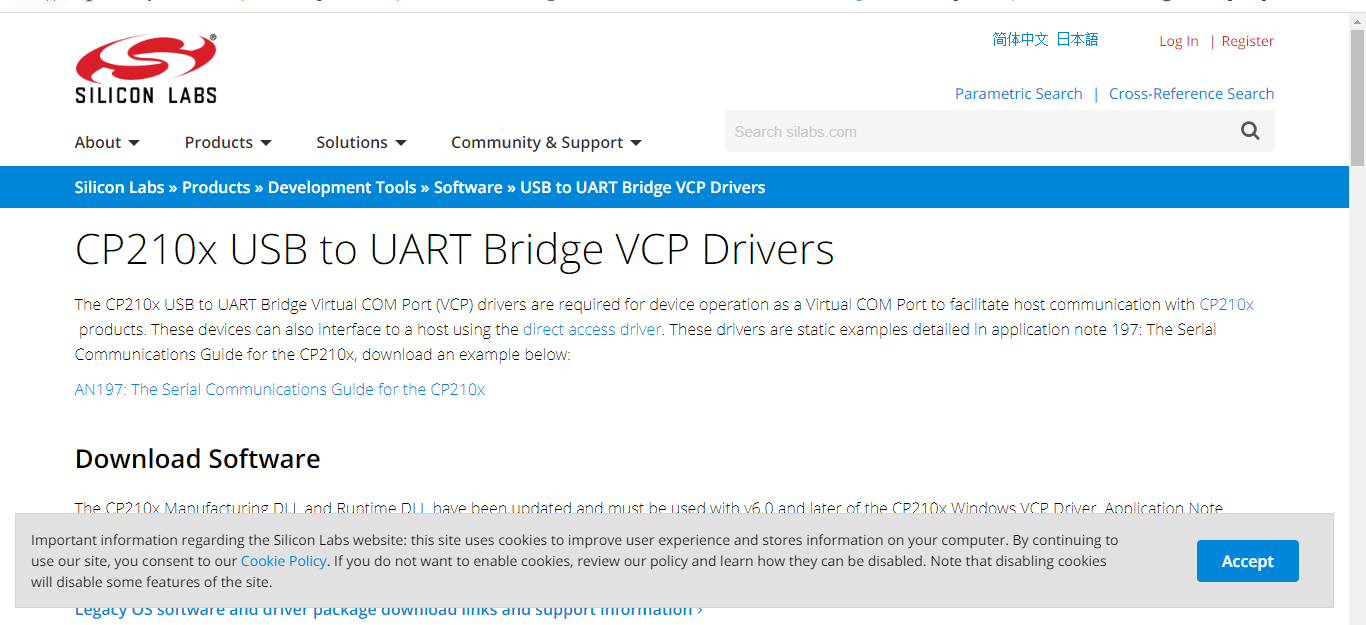 简体中文 日本語 Log In | Register
SILICON LABS
Parametric Search | Cross-Reference Search
About Products Solutions Community & Support
Search silabs.com
Silicon Labs » Products » Development Tools » Software » USB to UART Bridge VCP Drivers
CP210x USB to UART Bridge VCP Drivers
The CP210x USB to UART Bridge Virtual COM Port (VCP) drivers are required for device operation as a Virtual COM Port to facilitate host communication with CP210x
products. These devices can also interface to a host using the direct access driver. These drivers are static examples detailed in application note 197: The Serial
Communications Guide for the CP210x, download an example below:
AN197: The Serial Communications Guide for the CP210x
Download Software
The CP210x Manufacturing DLL and Runtime DLL have been updated and must be used with v6.0 and later of the CP210x Windows VCP Driver. Application Note
Important information regarding the Silicon Labs website: this site uses cookies to improve user experience and stores information on your computer. By continuing to
use our site, you consent to our Cookie Policy. If you do not want to enable cookies, review our policy and learn how they can be disabled. Note that disabling cookies
will disable some features of the site.
Accept
Legacy OS software and driver package download links and support information ›